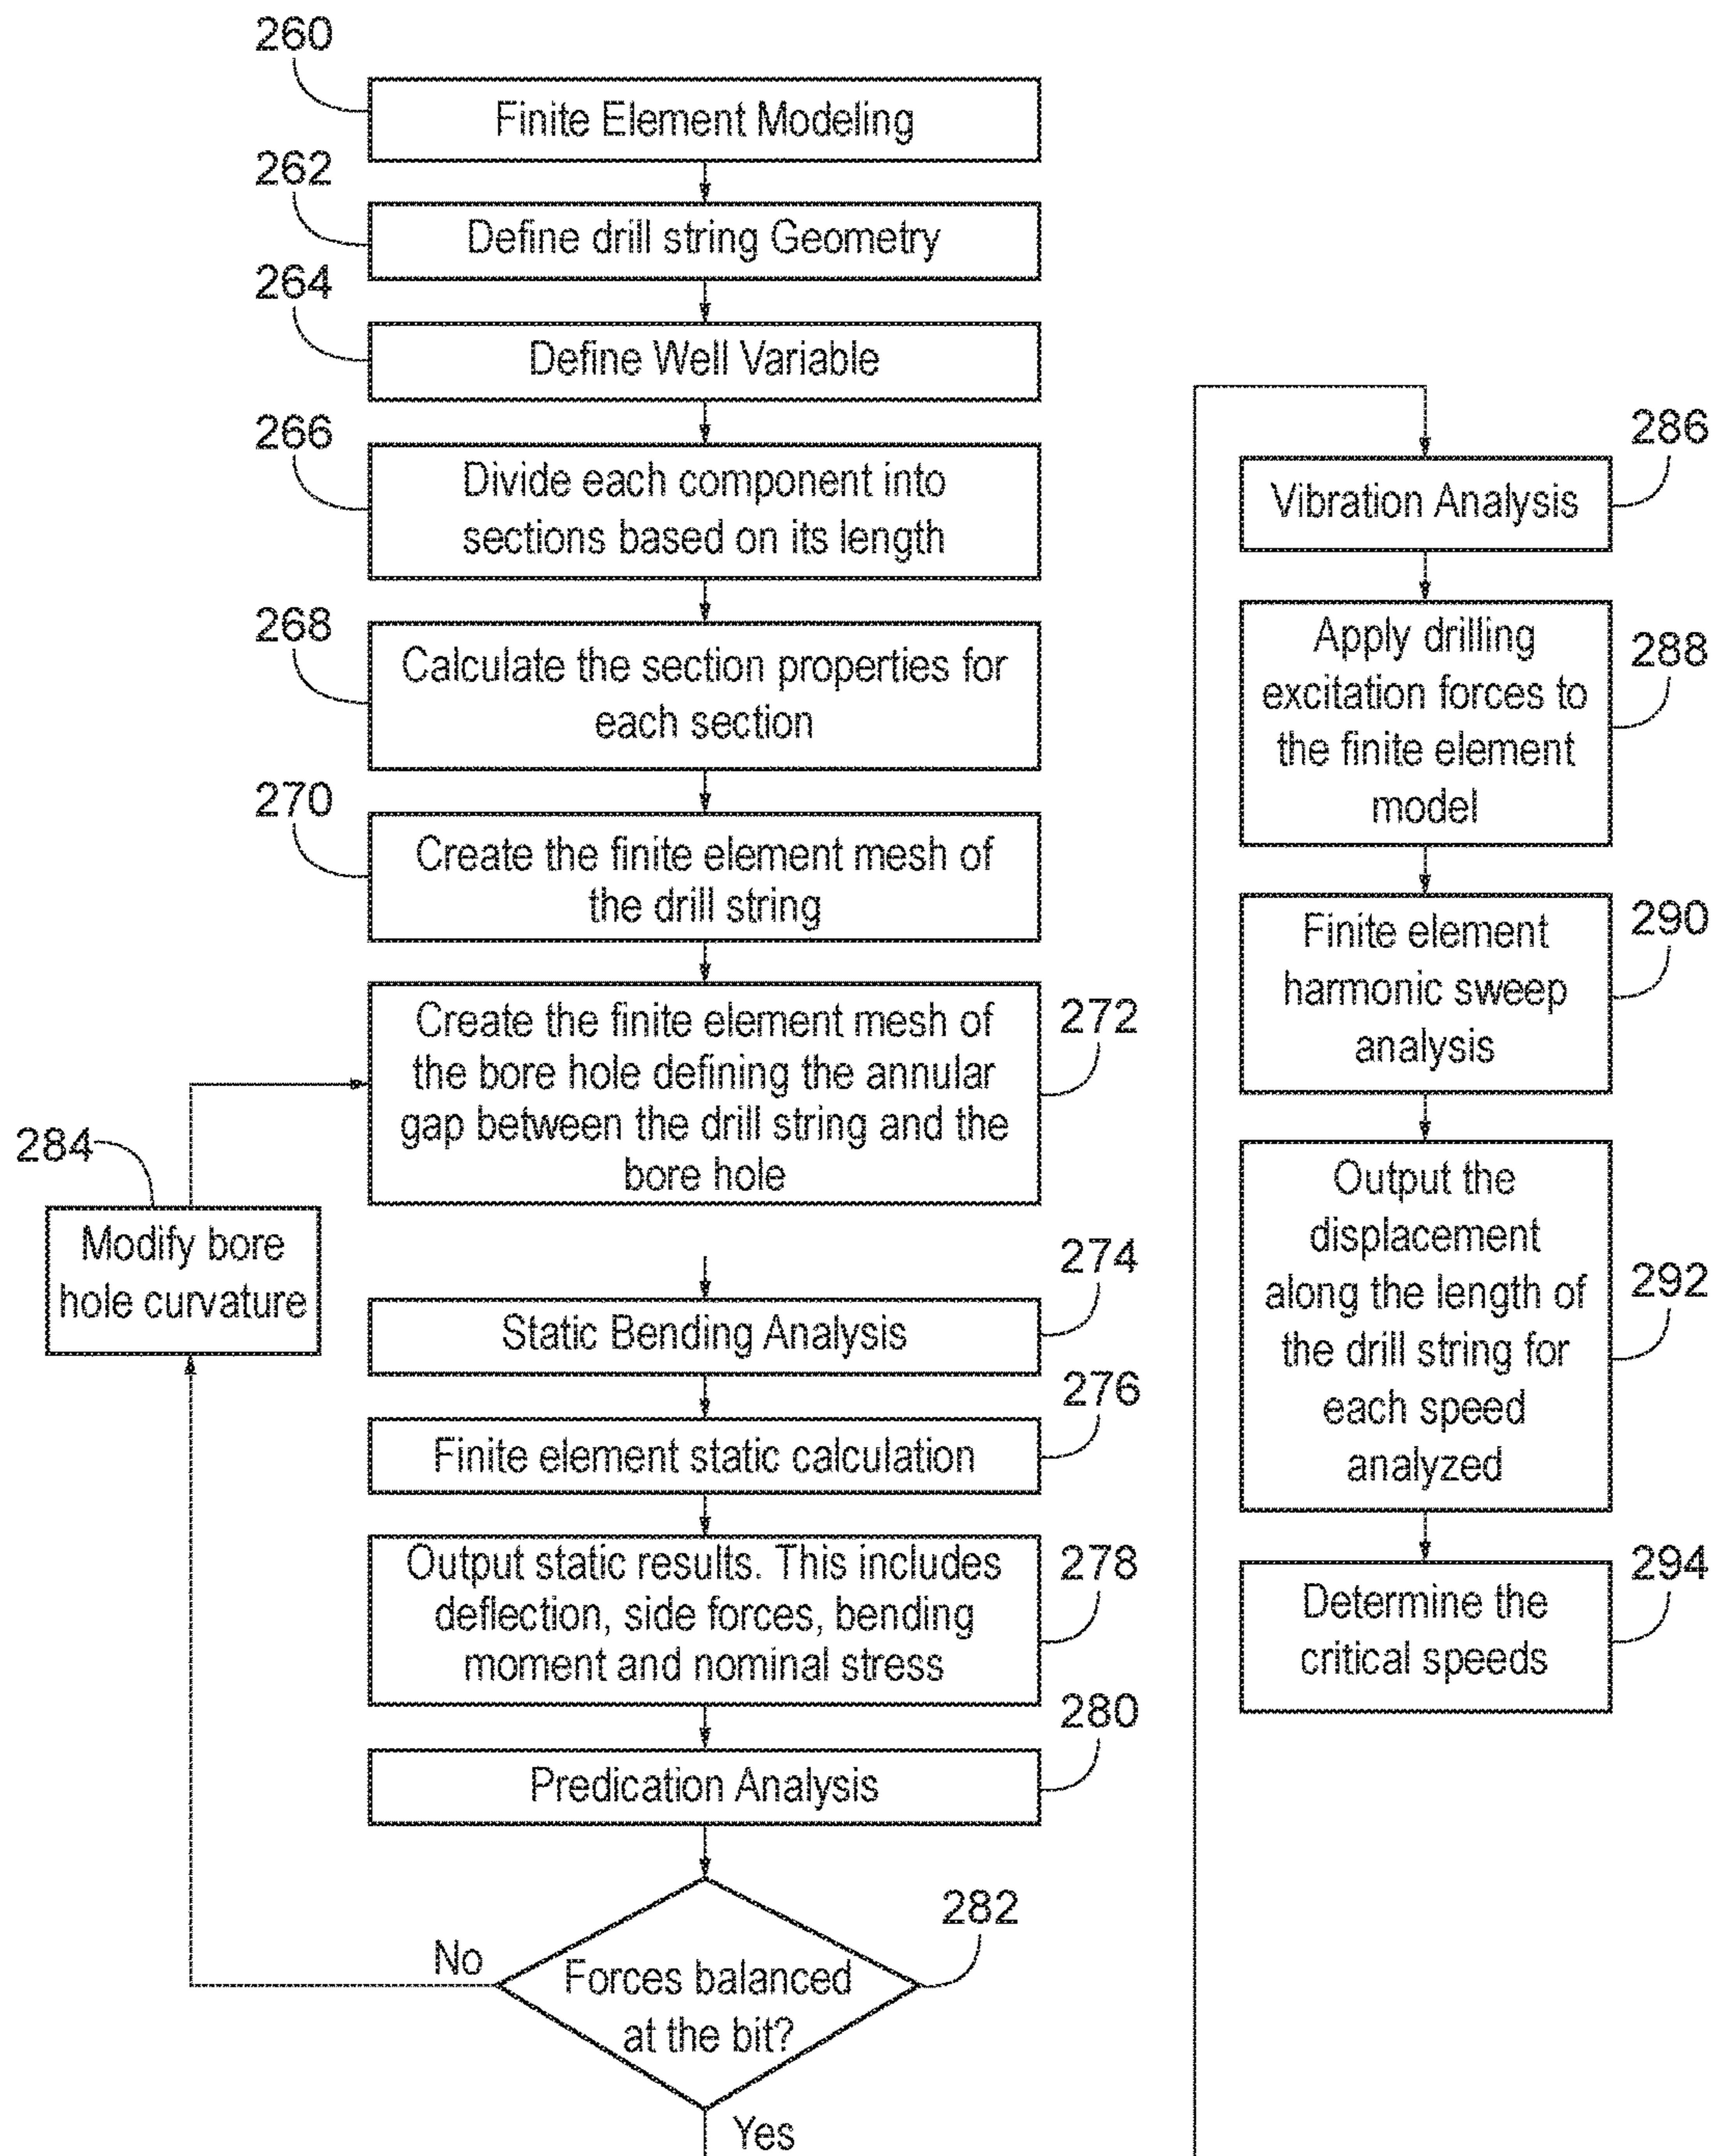 260
Finite Element Modeling
262
Define drill string Geometry
264
Define Well Variable
266
Divide each component into
sections based on its length
268
Calculate the section properties for
each section
270
Create the finite element mesh of
the drill string
272
Create the finite element mesh of
the bore hole defining the annular
gap between the drill string and the
bore hole
284
Modify bore
hole curvature
274
Static Bending Analysis
276
Finite element static calculation
278
Output static results. This includes
deflection, side forces, bending
moment and nominal stress
280
Predication Analysis
282
No
Forces balanced
at the bit?
Yes
286
Vibration Analysis
288
Apply drilling
excitation forces to
the finite element
model
290
Finite element
harmonic sweep
analysis
292
Output the
displacement
along the length of
the drill string for
each speed
analyzed
294
Determine the
critical speeds